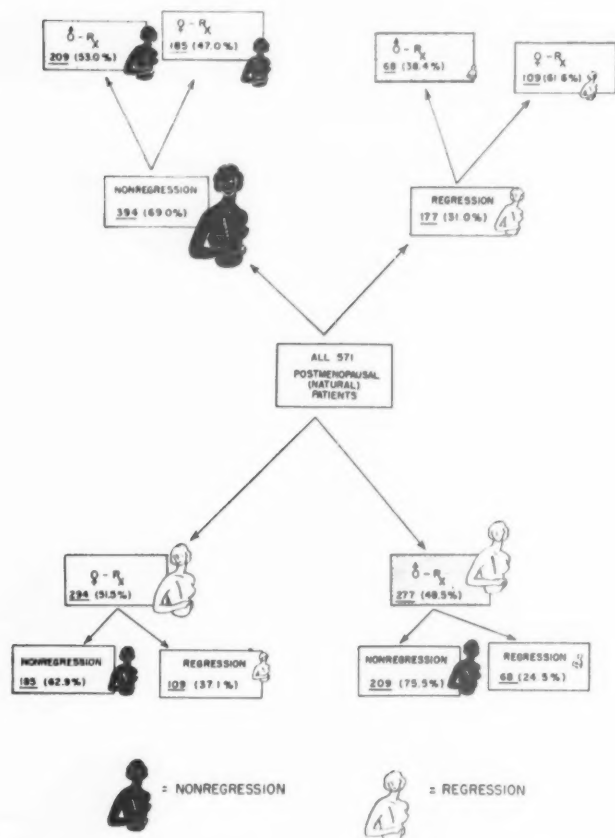 ♂ - Rx
209 (53.0%)
♀ - Rx
185 (47.0%)
♂ - Rx
68 (38.4%)
♀ - Rx
109 (61.6%)
NONREGRESSION
394 (69.0%)
REGRESSION
177 (31.0%)
ALL 571
POSTMENOPAUSAL
(NATURAL)
PATIENTS
♀ - Rx
294 (51.5%)
♂ - Rx
277 (48.5%)
NONREGRESSION
185 (62.9%)
REGRESSION
109 (37.1%)
NONREGRESSION
209 (75.5%)
REGRESSION
68 (24.5%)
= NONREGRESSION
= REGRESSION